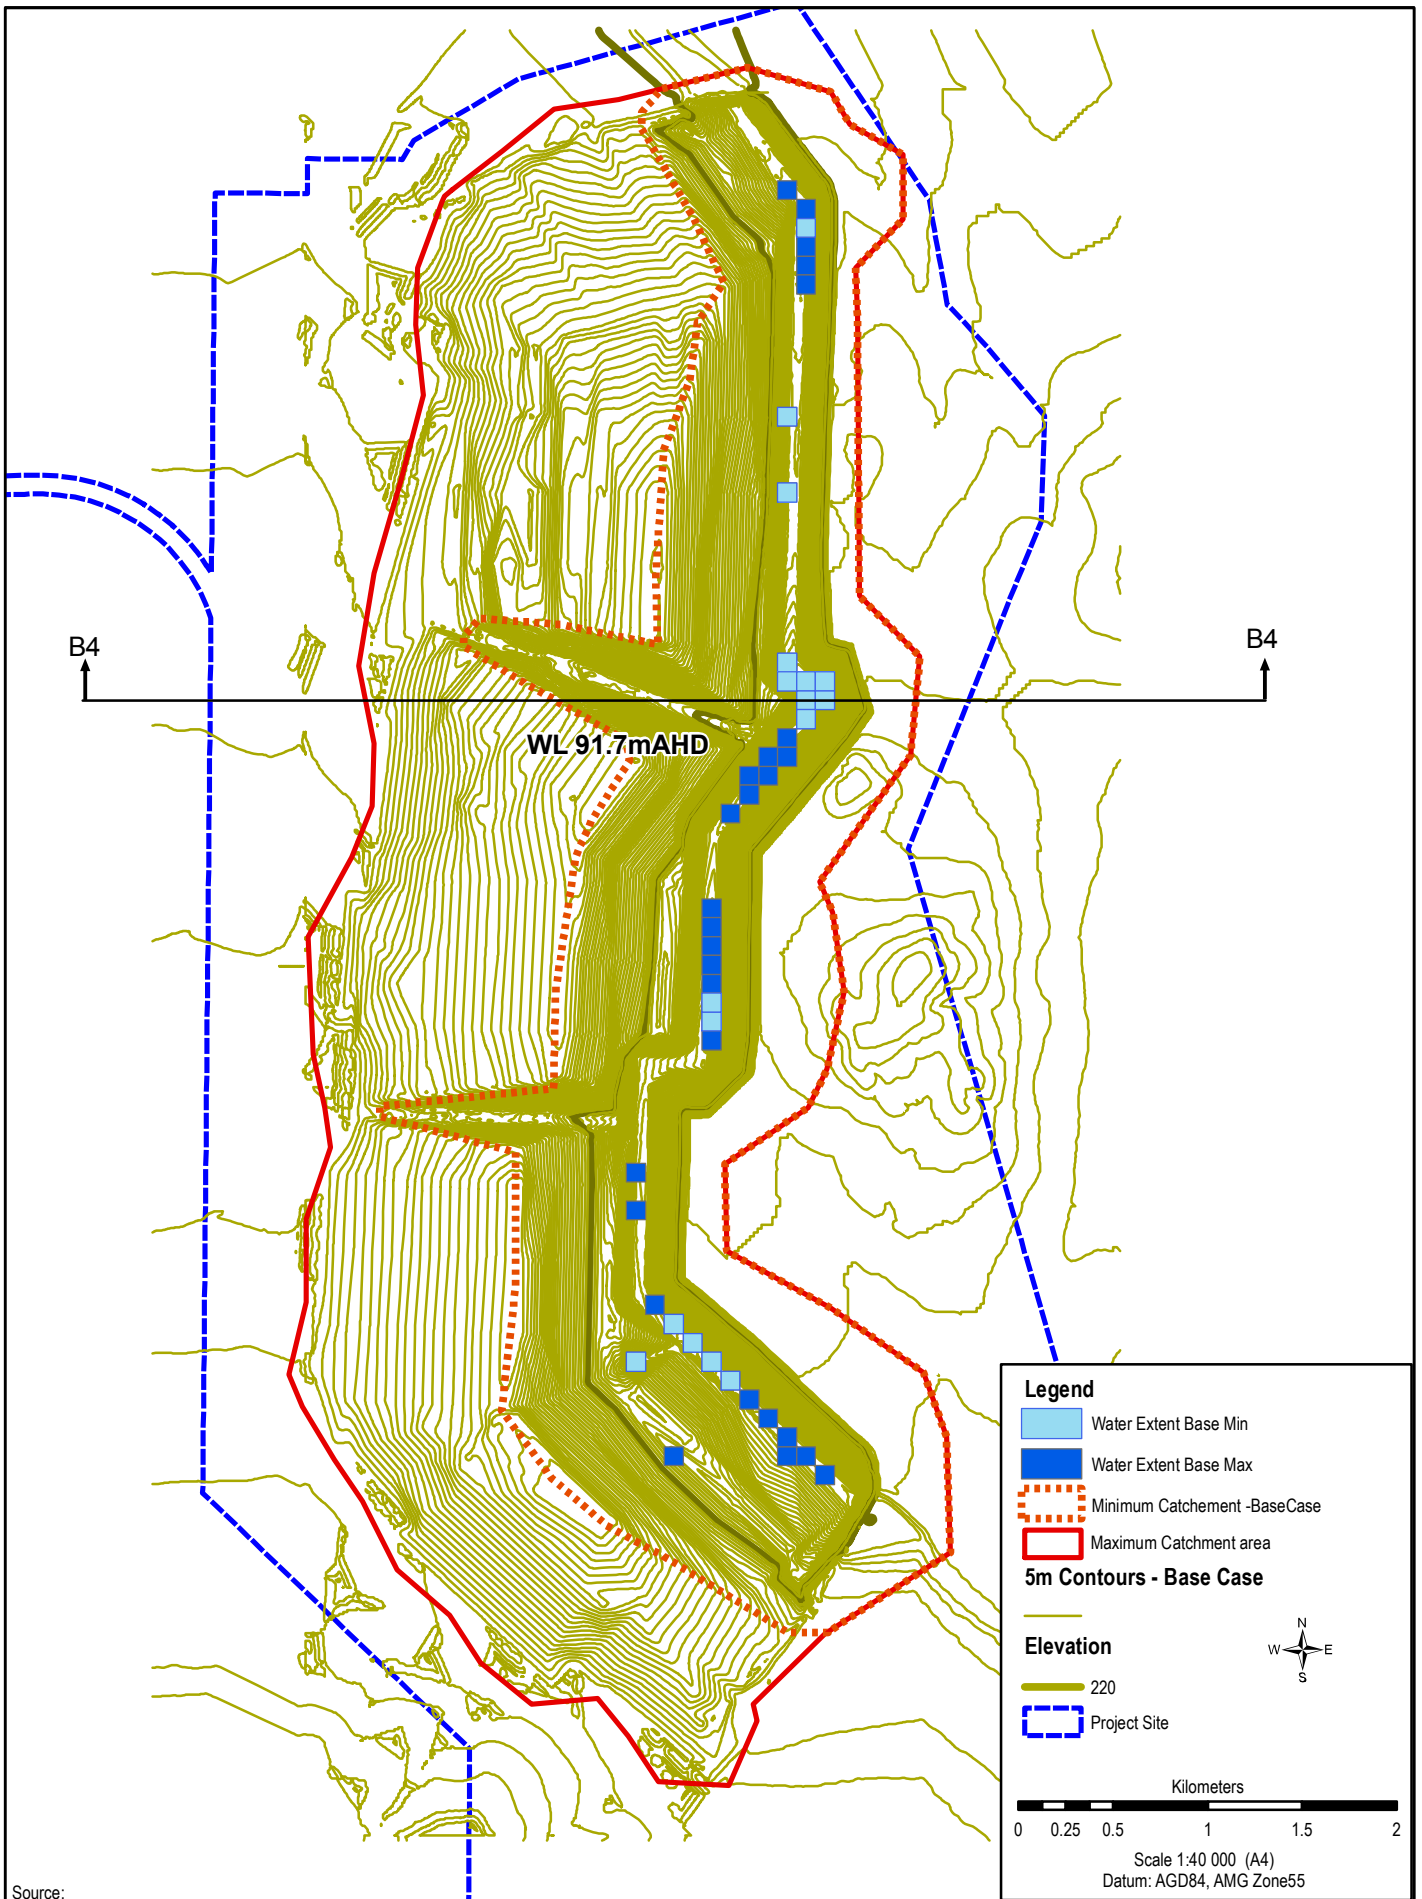 B4
B4
WL 91.7mAHD
Legend
Water Extent Base Min
Water Extent Base Max
Minimum Catchement -BaseCase
Maximum Catchment area
5m Contours - Base Case
Elevation
N
W E
S
220
Project Site
Kilometers
0 0.25 0.5 1 1.5 2
Scale 1:40 000 (A4)
Datum: AGD84, AMG Zone55
Source: